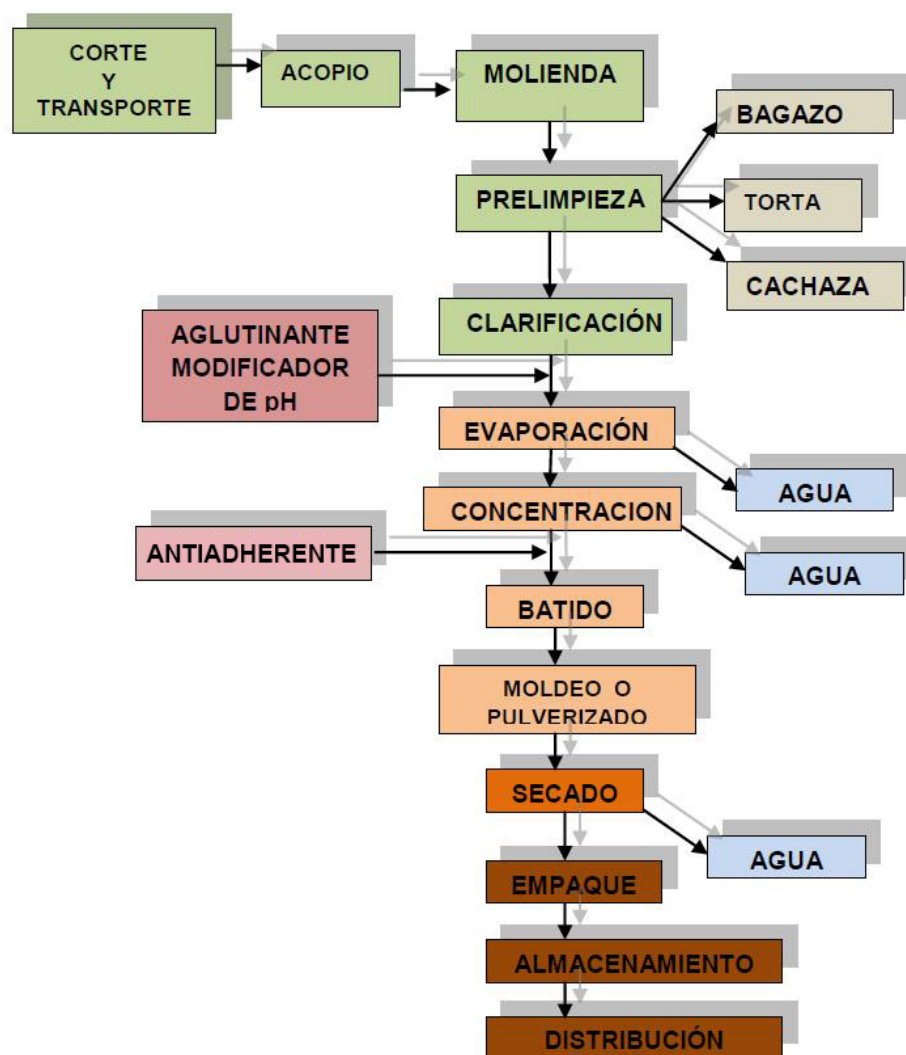 CORTE
Y
TRANSPORTE
ACOPIO
MOLIENDA
BAGAZO
PRELIMPIEZA
TORTA
CACHAZA
CLARIFICACIÓN
AGLUTINANTE
MODIFICADOR
DE pH
EVAPORACIÓN
AGUA
CONCENTRACION
ANTIADHERENTE
AGUA
BATIDO
MOLDEO O
PULVERIZADO
SECADO
AGUA
EMPAQUE
ALMACENAMIENTO
DISTRIBUCIÓN